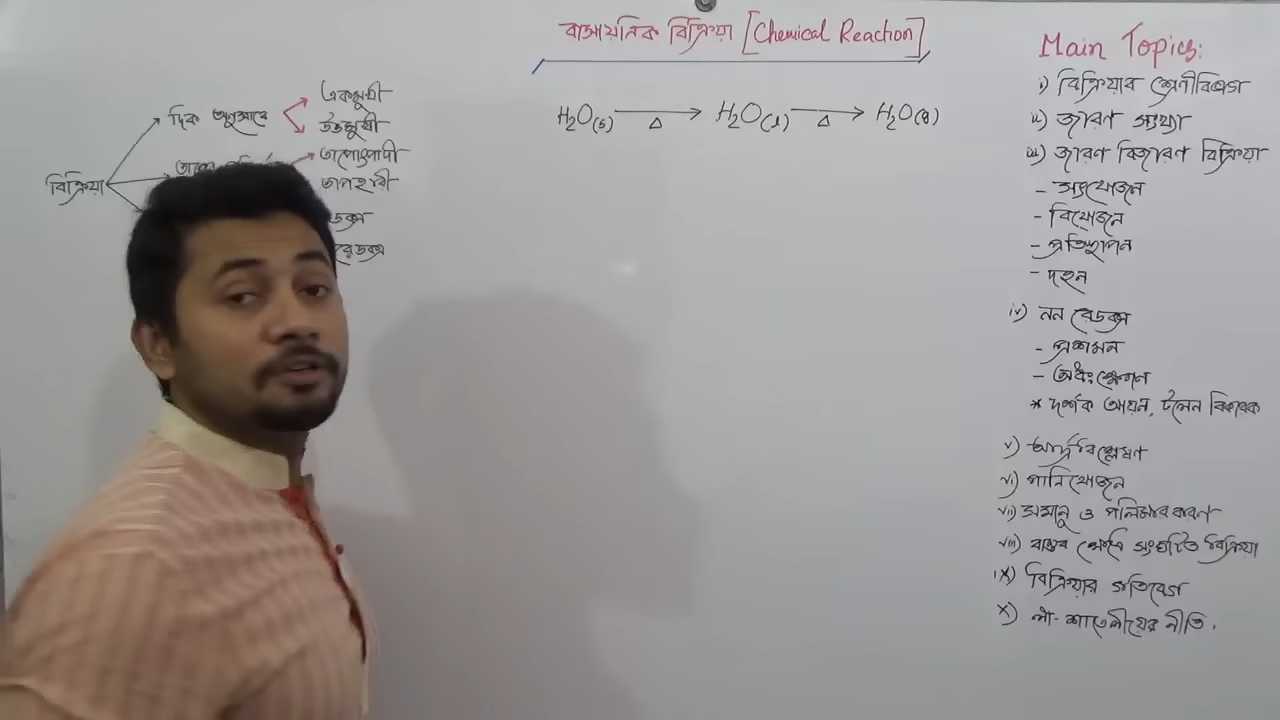 রাসায়নিক বিক্রিয়া [Chemical Reaction]
H₂O(s) —Δ→ H₂O(l) —Δ→ H₂O(g)
বিক্রিয়া
দিক অনুসারে
একমুখী
উভমুখী
তাপোৎপাদী
তাপহারী
Main Topics:
i) বিক্রিয়ার শ্রেণীবিভাগ
ii) জারণ সংখ্যা
iii) জারণ বিজারণ বিক্রিয়া
- সংযোজন
- বিযোজন
- প্রতিস্থাপন
- দহন
iv) নন রেডক্স
- প্রশমন
- অধঃক্ষেপন
* দর্শক আয়ন, টলেন বিকারক
v) আর্দ্রবিশ্লেষণ
vi) পানিযোজন
vii) সমানু ও পলিমারকরণ
viii) বাস্তব ক্ষেত্রে সংঘটিত বিক্রিয়া
ix) বিক্রিয়ার গতিবেগ
x) লা-শাতেলীয়ের নীতি.